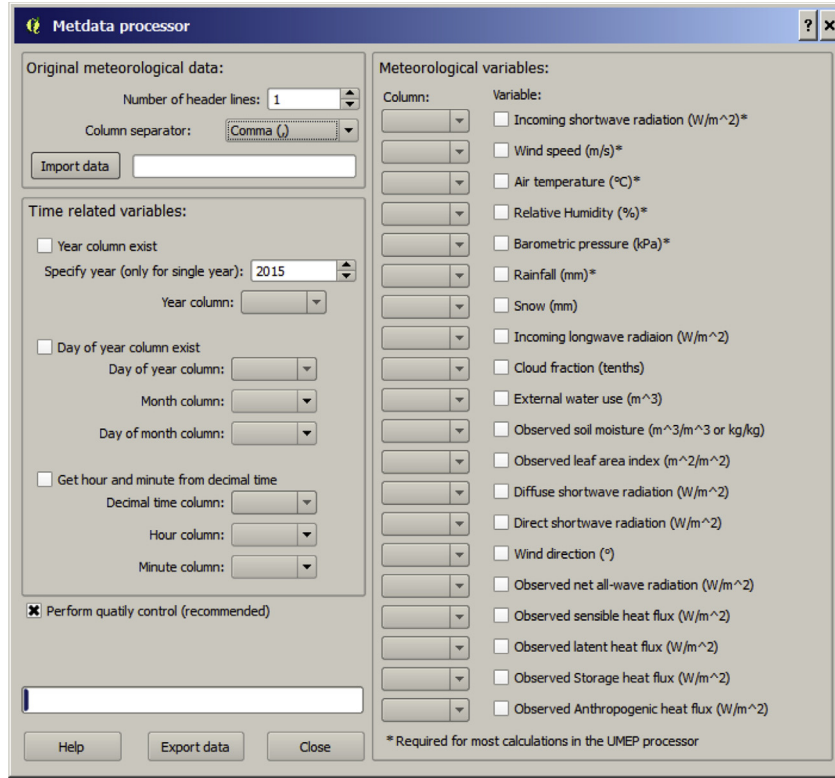 Metdata processor
?
x
Original meteorological data:
Number of header lines: 1
Column separator: Comma (,)
Import data
Time related variables:
Year column exist
Specify year (only for single year): 2015
Year column:
Day of year column exist
Day of year column:
Month column:
Day of month column:
Get hour and minute from decimal time
Decimal time column:
Hour column:
Minute column:
Perform quatily control (recommended)
Help
Export data
Close
Meteorological variables:
Column:
Variable:
Incoming shortwave radiation (W/m^2)*
Wind speed (m/s)*
Air temperature (°C)*
Relative Humidity (%)*
Barometric pressure (kPa)*
Rainfall (mm)*
Snow (mm)
Incoming longwave radiaion (W/m^2)
Cloud fraction (tenths)
External water use (m^3)
Observed soil moisture (m^3/m^3 or kg/kg)
Observed leaf area index (m^2/m^2)
Diffuse shortwave radiation (W/m^2)
Direct shortwave radiation (W/m^2)
Wind direction (°)
Observed net all-wave radiation (W/m^2)
Observed sensible heat flux (W/m^2)
Observed latent heat flux (W/m^2)
Observed Storage heat flux (W/m^2)
Observed Anthropogenic heat flux (W/m^2)
* Required for most calculations in the UMEP processor